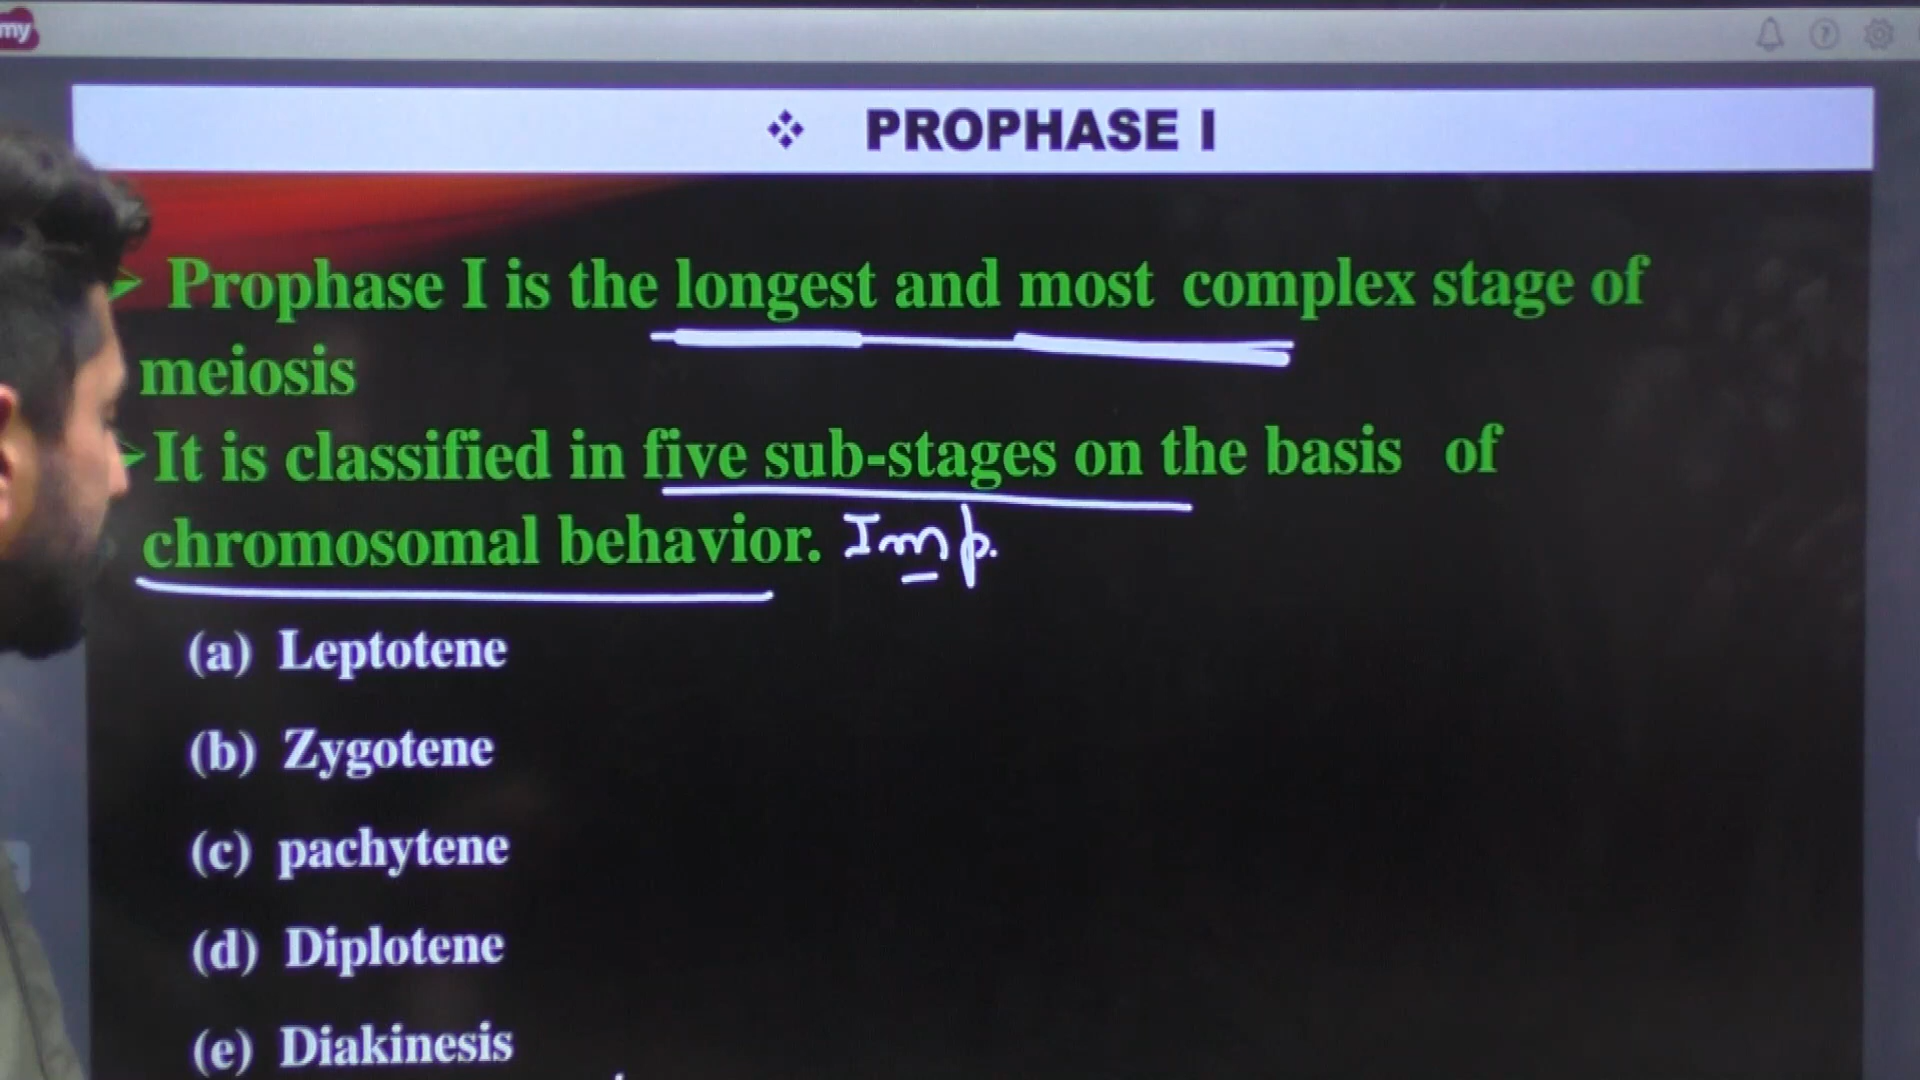 my
❖ PROPHASE I
➢ Prophase I is the longest and most complex stage of
meiosis
➢It is classified in five sub-stages on the basis of
chromosomal behavior. Imp.
(a) Leptotene
(b) Zygotene
(c) pachytene
(d) Diplotene
(e) Diakinesis